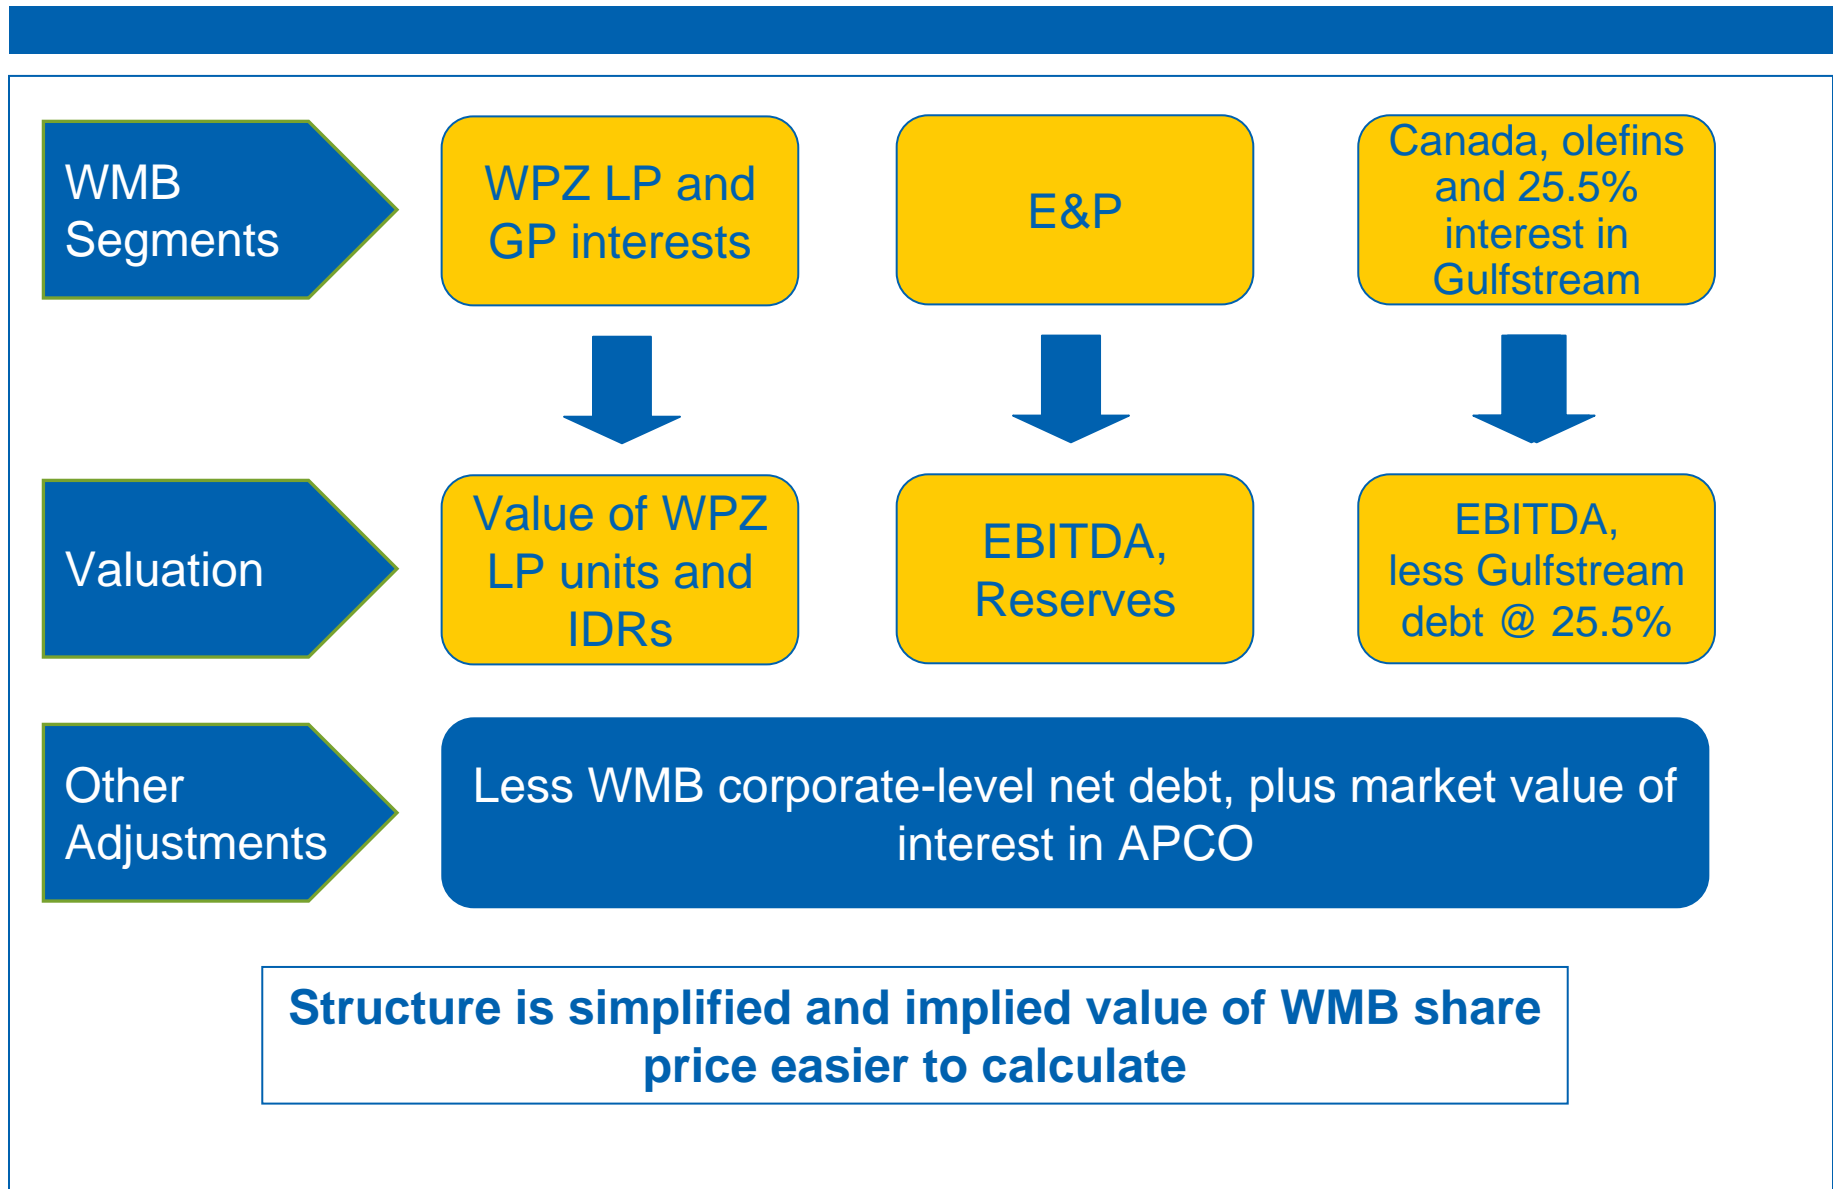 WMB
Segments
WPZ LP and
GP interests
E&P
Canada, olefins
and 25.5%
interest in
Gulfstream
Valuation
Value of WPZ
LP units and
IDRs
EBITDA,
Reserves
EBITDA,
less Gulfstream
debt @ 25.5%
Other
Adjustments
Less WMB corporate-level net debt, plus market value of
interest in APCO
Structure is simplified and implied value of WMB share
price easier to calculate